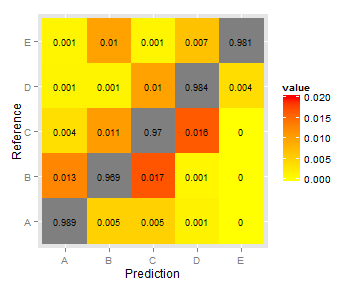 Reference
E 0.001 0.01 0.001 0.007 0.981
D 0.001 0.001 0.01 0.984 0.004
C 0.004 0.011 0.97 0.016 0
B 0.013 0.969 0.017 0.001 0
A 0.989 0.005 0.005 0.001 0
A B C D E
Prediction
value
0.020
0.015
0.010
0.005
0.000